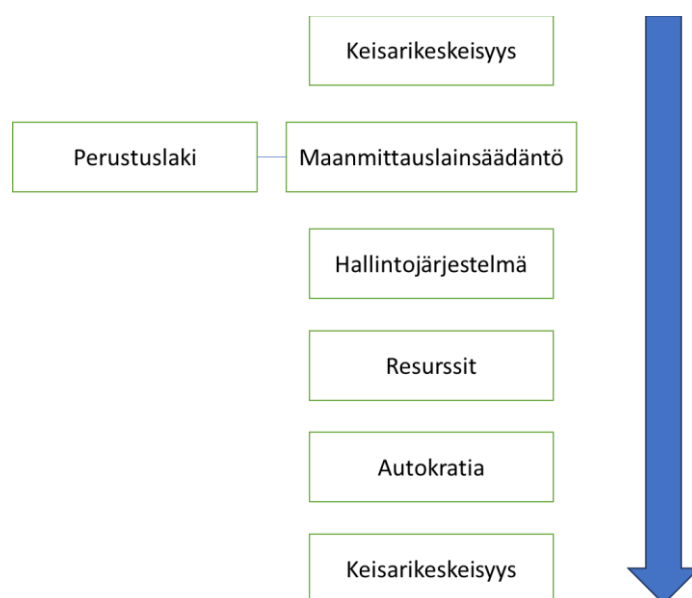 Keisarikeskeisyys
Perustuslaki
Maanmittauslainsäädäntö
Hallintojärjestelmä
Resurssit
Autokratia
Keisarikeskeisyys